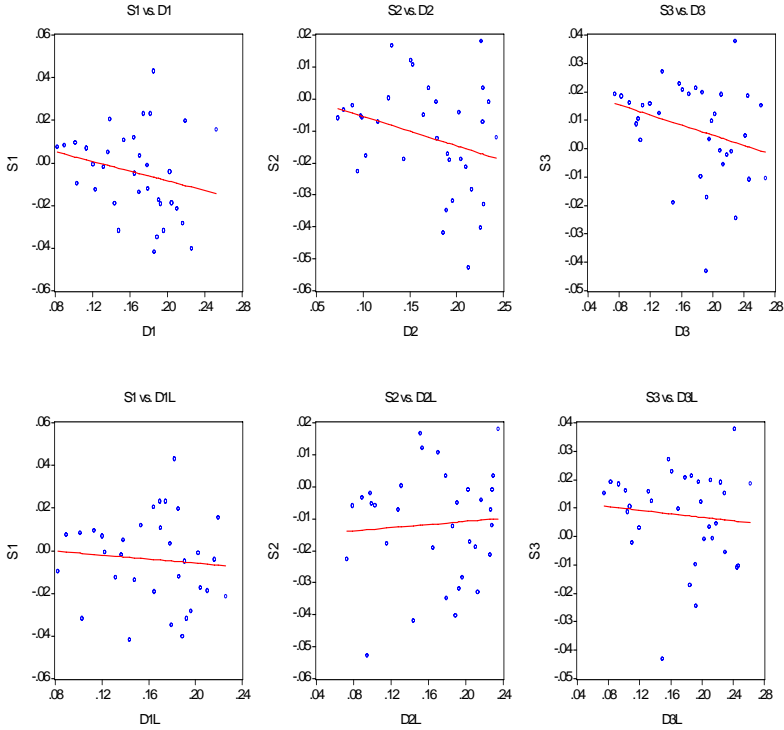 S1 vs. D1
S2 vs. D2
S3 vs. D3
.06
.04
.02
.00
-.02
-.04
-.06
S1
.08 .12 .16 .20 .24 .28
D1
.02
.01
.00
-.01
-.02
-.03
-.04
-.05
-.06
S2
.05 .10 .15 .20 .25
D2
.04
.03
.02
.01
.00
-.01
-.02
-.03
-.04
-.05
S3
.04 .08 .12 .16 .20 .24 .28
D3
S1 vs. D1L
S2 vs. D2L
S3 vs. D3L
.06
.04
.02
.00
-.02
-.04
-.06
S1
.08 .12 .16 .20 .24
D1L
.02
.01
.00
-.01
-.02
-.03
-.04
-.05
-.06
S2
.04 .08 .12 .16 .20 .24
D2L
.04
.03
.02
.01
.00
-.01
-.02
-.03
-.04
-.05
S3
.04 .08 .12 .16 .20 .24 .28
D3L